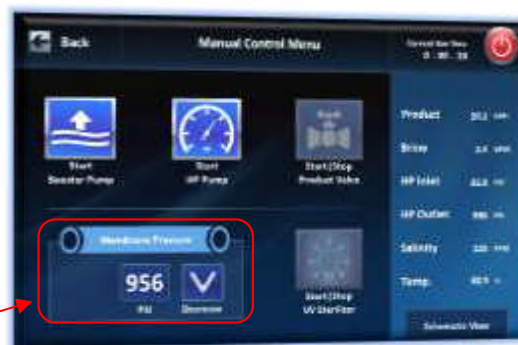 Back
Manual Control Menu
Start
Booster Pump
Start
HP Pump
Start/Stop
Product Valve
Membrane Pressure
956
PSI
Decrease
Start/Stop
UV Sterilizer
Product
Brine
HP Inlet
HP Outlet
Salinity
Temp.
Schematic View